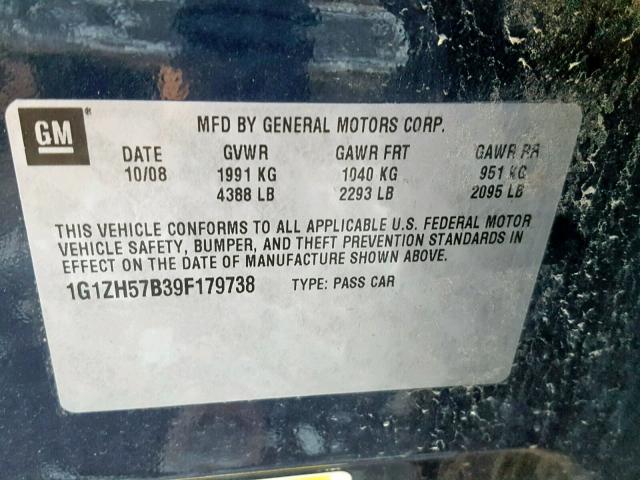 GM ®
MFD BY GENERAL MOTORS CORP.
DATE GVWR GAWR FRT GAWR RR
10/08 1991 KG 1040 KG 951 KG
4388 LB 2293 LB 2095 LB
THIS VEHICLE CONFORMS TO ALL APPLICABLE U.S. FEDERAL MOTOR
VEHICLE SAFETY, BUMPER, AND THEFT PREVENTION STANDARDS IN
EFFECT ON THE DATE OF MANUFACTURE SHOWN ABOVE.
1G1ZH57B39F179738 TYPE: PASS CAR